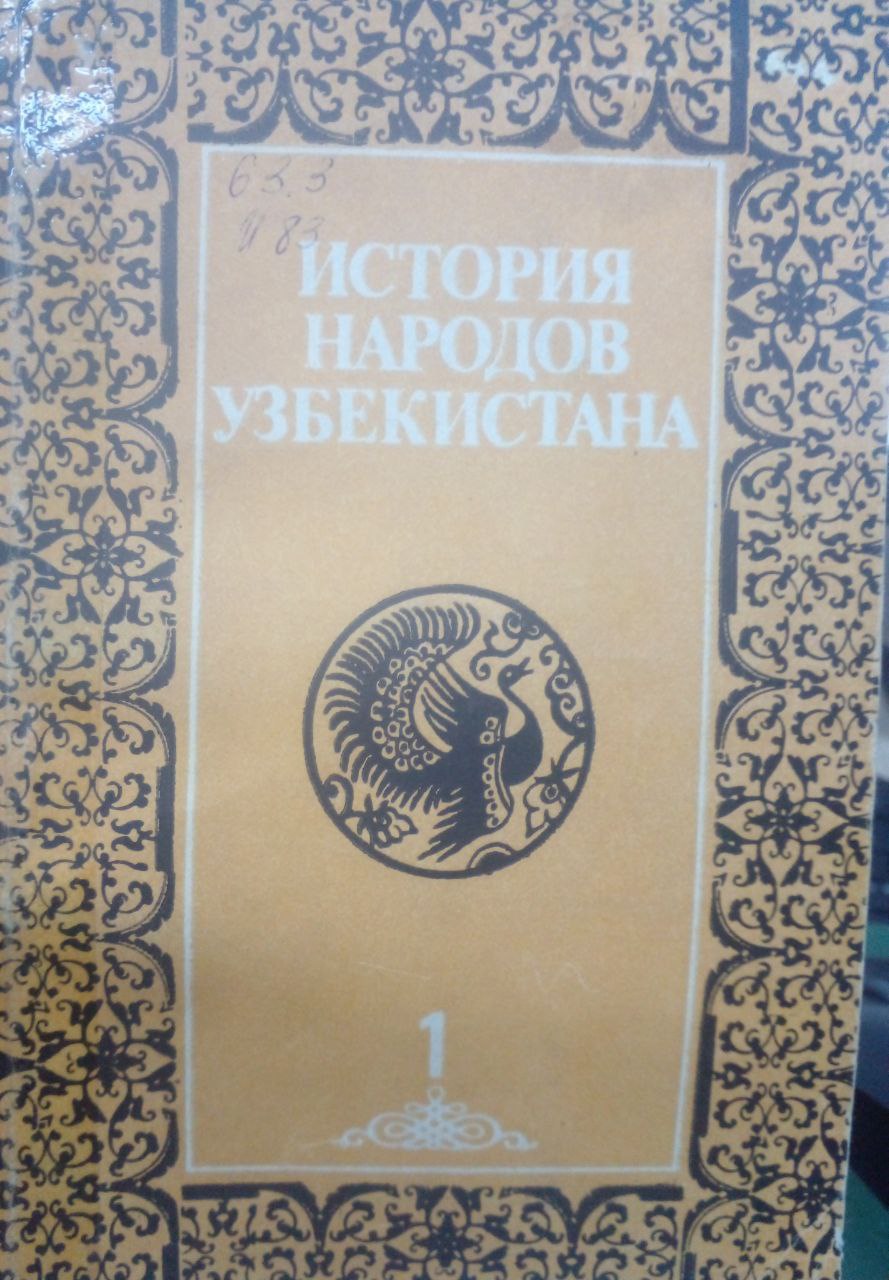 63.3
И 83
ИСТОРИЯ
НАРОДОВ
УЗБЕКИСТАНА
1